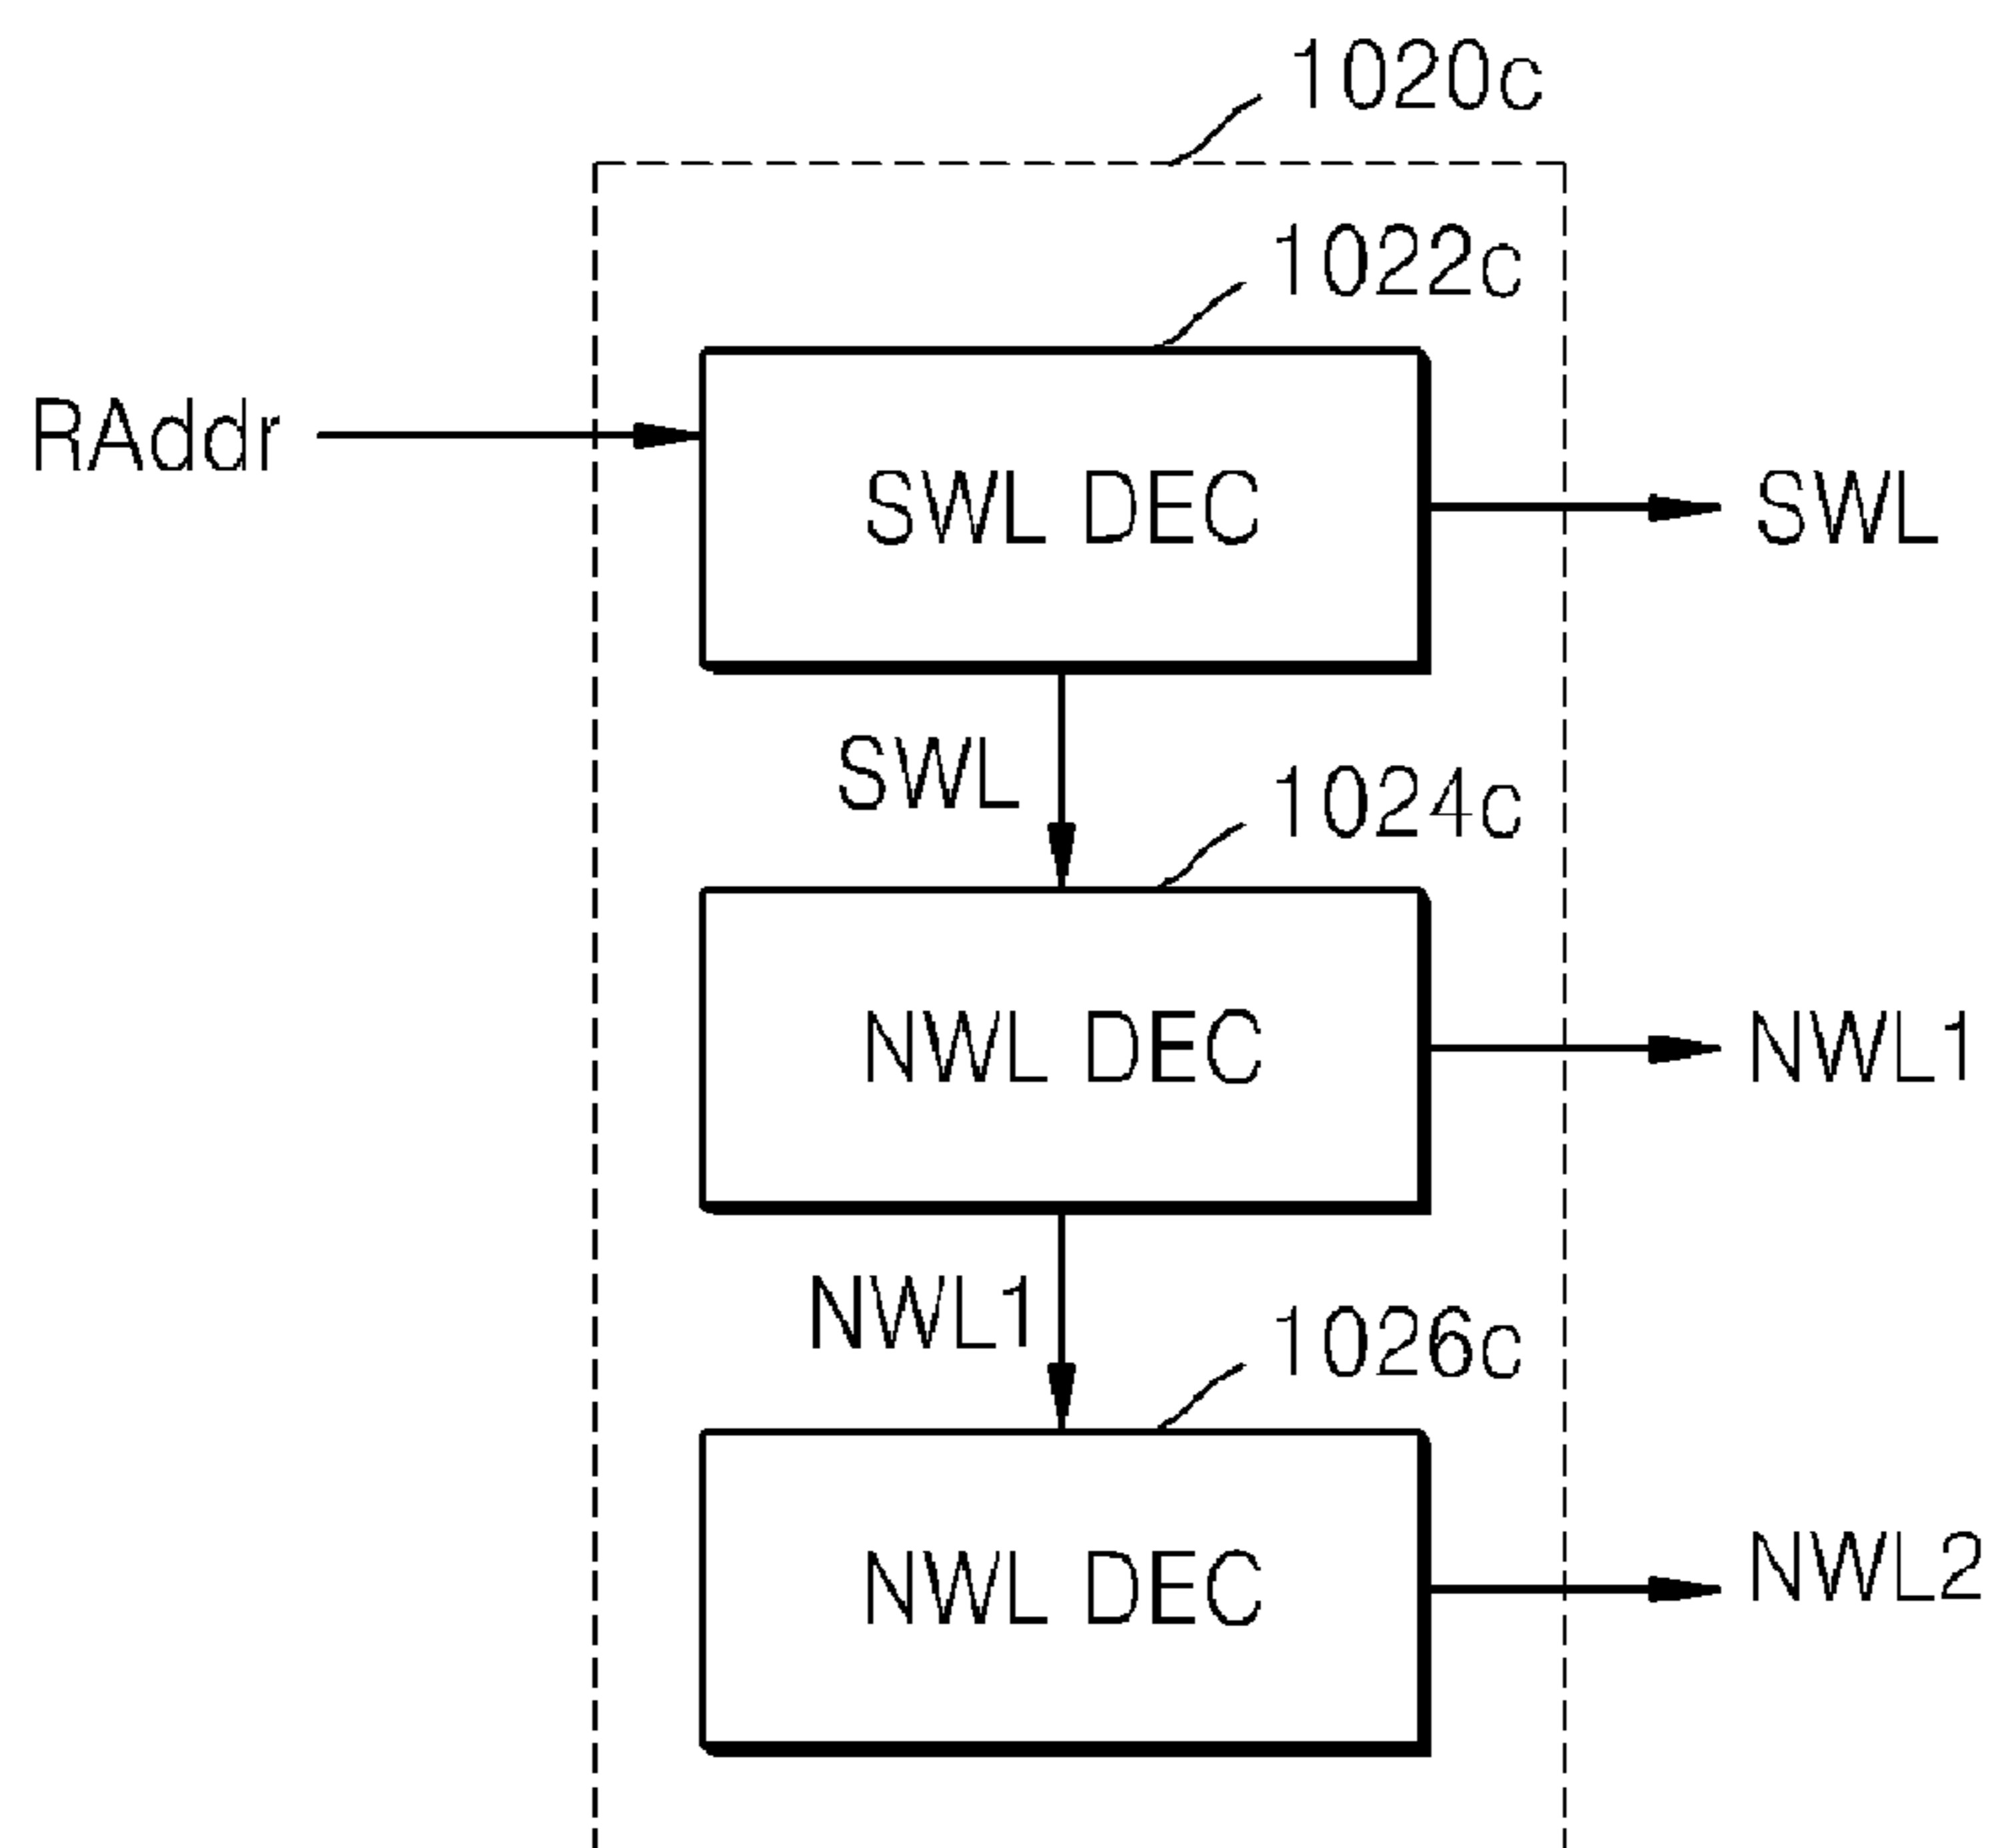 1020c
1022c
RAddr
SWL DEC
SWL
SWL
1024c
NWL DEC
NWL1
NWL1
1026c
NWL DEC
NWL2